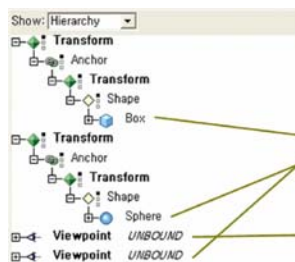 Show: Hierarchy
Transform
Anchor
Transform
Shape
Box
Transform
Anchor
Transform
Shape
Sphere
Viewpoint UNBOUND
Viewpoint UNBOUND